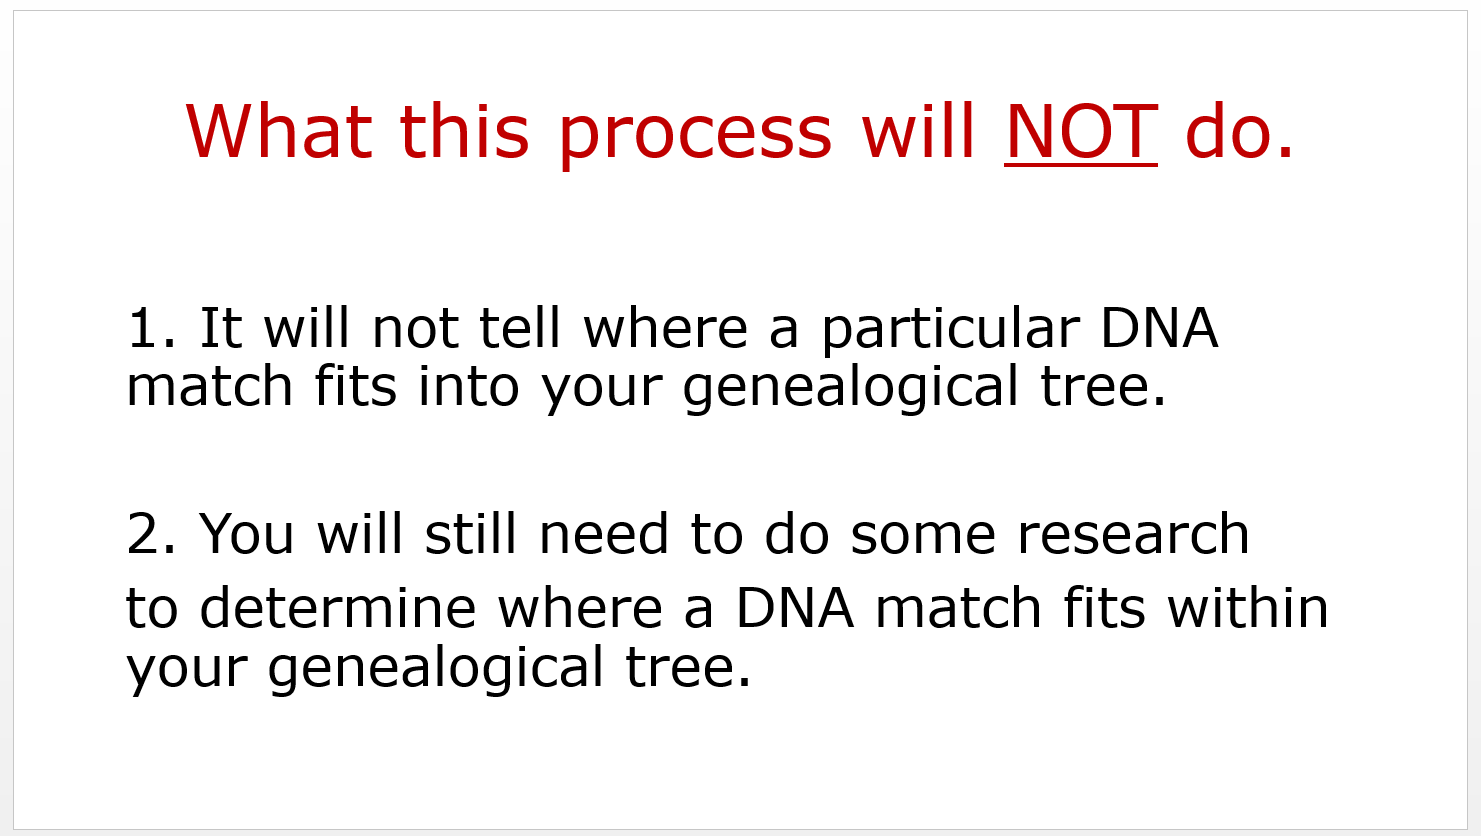 What this process will NOT do.
1. It will not tell where a particular DNA
match fits into your genealogical tree.
2. You will still need to do some research
to determine where a DNA match fits within
your genealogical tree.